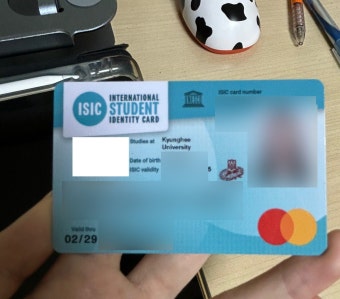 ISIC
INTERNATIONAL
STUDENT
IDENTITY CARD
ISIC card number
Studies at Kyunghee
University
Date of birth
ISIC validity 5
Valid thru
02/29